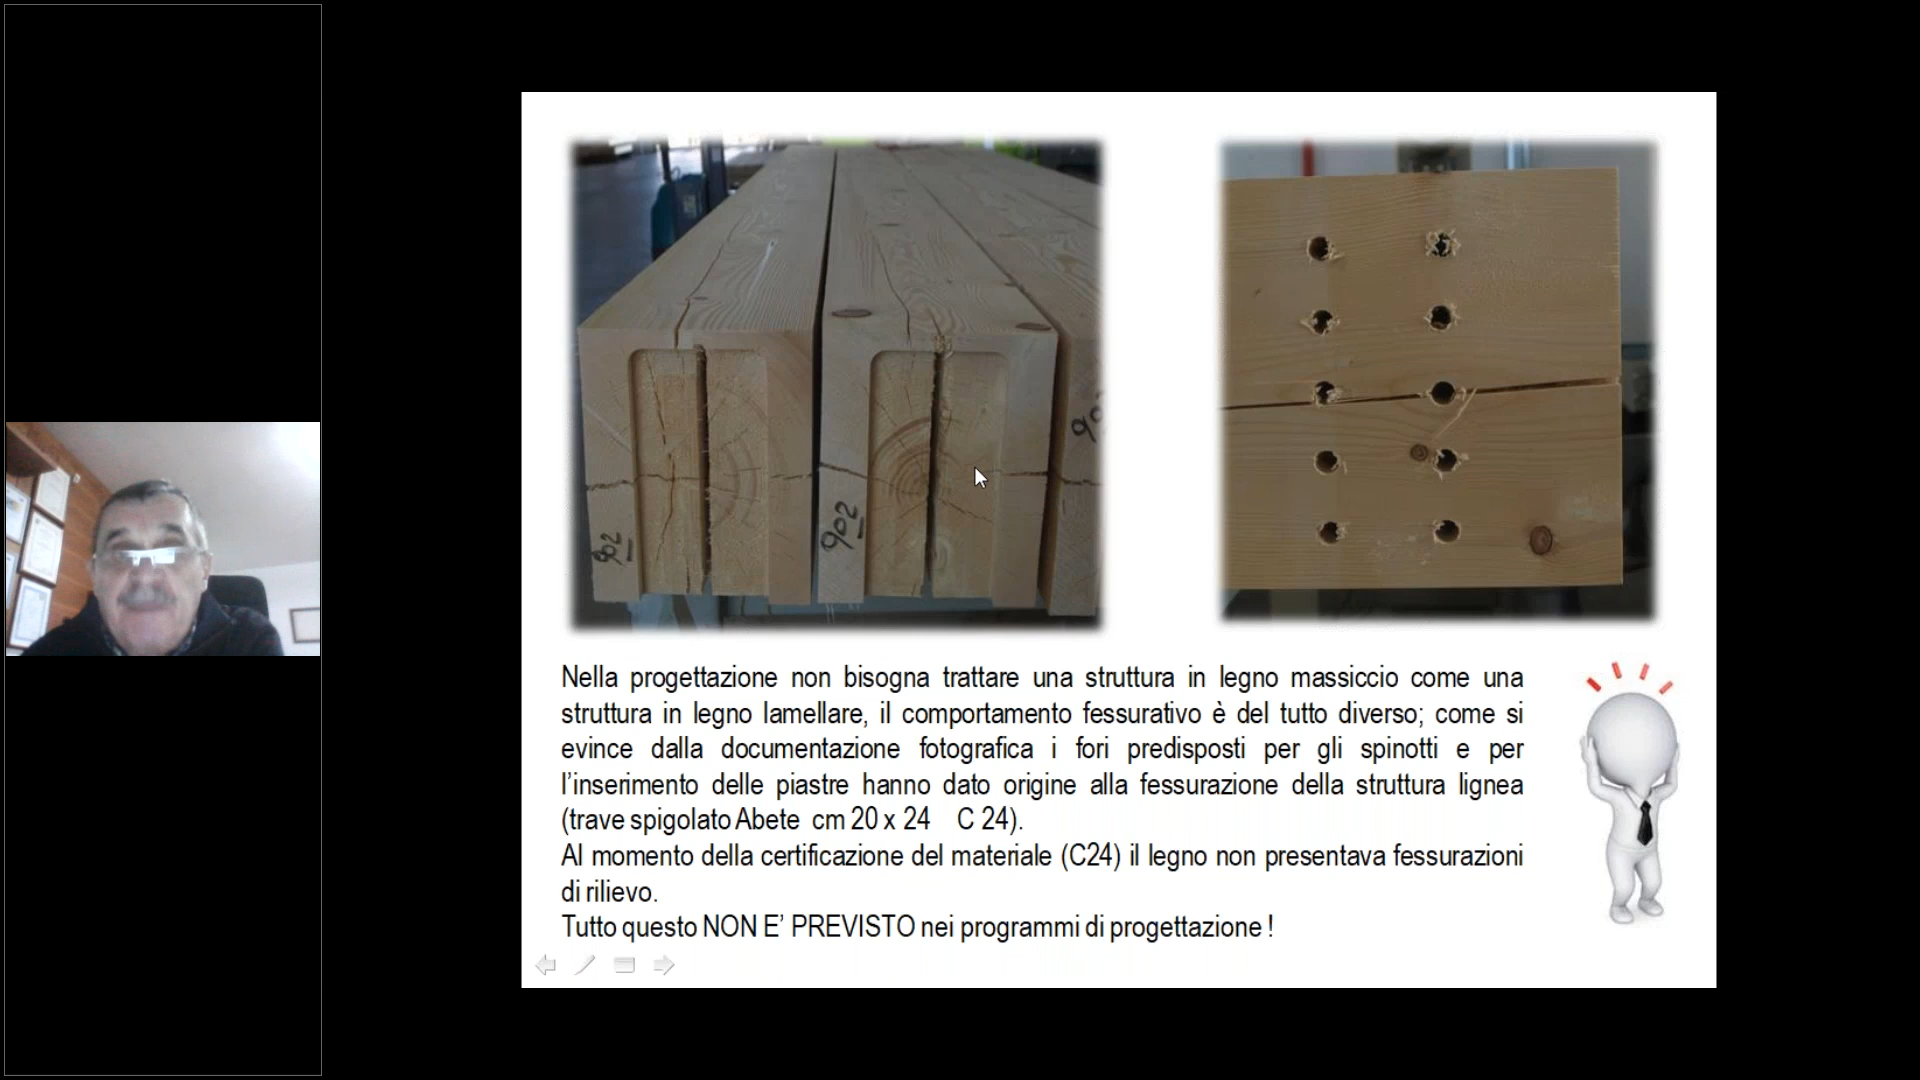 902
902
90
Nella progettazione non bisogna trattare una struttura in legno massiccio come una
struttura in legno lamellare, il comportamento fessurativo è del tutto diverso; come si
evince dalla documentazione fotografica i fori predisposti per gli spinotti e per
l’inserimento delle piastre hanno dato origine alla fessurazione della struttura lignea
(trave spigolato Abete cm 20 x 24 C 24).
Al momento della certificazione del materiale (C24) il legno non presentava fessurazioni
di rilievo.
Tutto questo NON E’ PREVISTO nei programmi di progettazione !